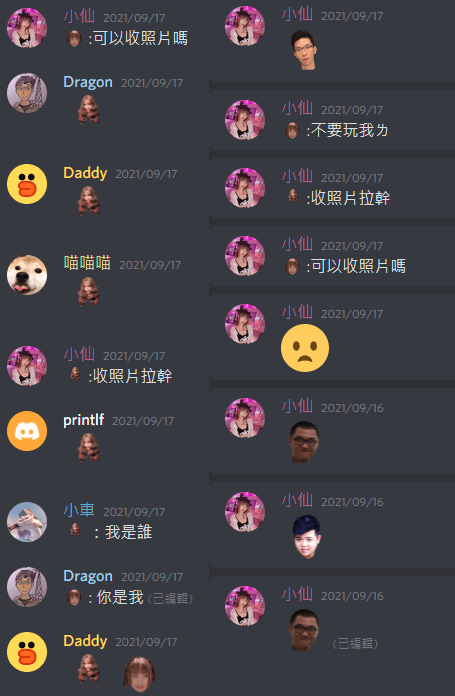 小仙 2021/09/17
:可以收照片嗎
Dragon 2021/09/17
Daddy 2021/09/17
喵喵喵 2021/09/17
小仙 2021/09/17
:收照片拉幹
printlf 2021/09/17
小車 2021/09/17
: 我是誰
Dragon 2021/09/17
: 你是我 (已編輯)
Daddy 2021/09/17
小仙 2021/09/17
小仙 2021/09/17
:不要玩我ㄌ
小仙 2021/09/17
:收照片拉幹
小仙 2021/09/17
:可以收照片嗎
小仙 2021/09/17
小仙 2021/09/16
小仙 2021/09/16
小仙 2021/09/16
(已編輯)